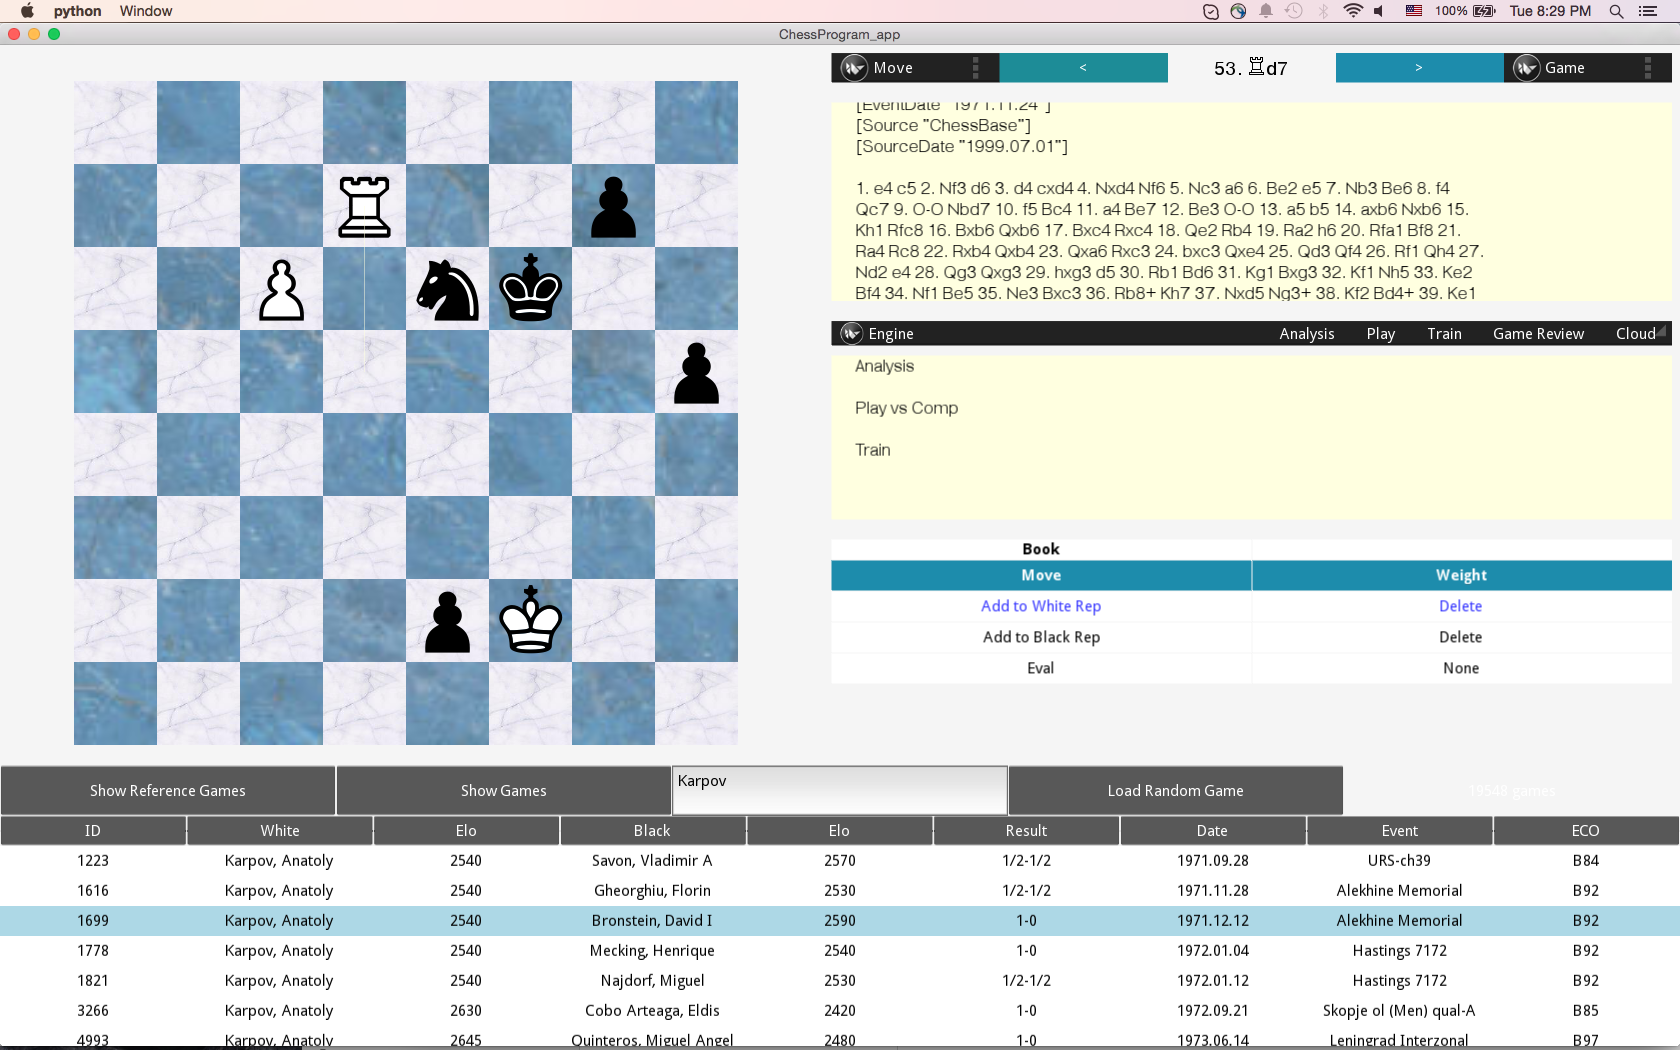 python Window 100% Tue 8:29 PM
ChessProgram_app
Move < 53. ♖d7 > Game
[EventDate "1971.11.24"]
[Source "ChessBase"]
[SourceDate "1999.07.01"]
1. e4 c5 2. Nf3 d6 3. d4 cxd4 4. Nxd4 Nf6 5. Nc3 a6 6. Be2 e5 7. Nb3 Be6 8. f4
Qc7 9. O-O Nbd7 10. f5 Bc4 11. a4 Be7 12. Be3 O-O 13. a5 b5 14. axb6 Nxb6 15.
Kh1 Rfc8 16. Bxb6 Qxb6 17. Bxc4 Rxc4 18. Qe2 Rb4 19. Ra2 h6 20. Rfa1 Bf8 21.
Ra4 Rc8 22. Rxb4 Qxb4 23. Qxa6 Rxc3 24. bxc3 Qxe4 25. Qd3 Qf4 26. Rf1 Qh4 27.
Nd2 e4 28. Qg3 Qxg3 29. hxg3 d5 30. Rb1 Bd6 31. Kg1 Bxg3 32. Kf1 Nh5 33. Ke2
Bf4 34. Nf1 Be5 35. Ne3 Bxc3 36. Rb8+ Kh7 37. Nxd5 Ng3+ 38. Kf2 Bd4+ 39. Ke1
Engine Analysis Play Train Game Review Cloud
Analysis
Play vs Comp
Train
Book
Move Weight
Add to White Rep Delete
Add to Black Rep Delete
Eval None
Show Reference Games Show Games Karpov Load Random Game 19548 games
ID White Elo Black Elo Result Date Event ECO
1223 Karpov, Anatoly 2540 Savon, Vladimir A 2570 1/2-1/2 1971.09.28 URS-ch39 B84
1616 Karpov, Anatoly 2540 Gheorghiu, Florin 2530 1/2-1/2 1971.11.28 Alekhine Memorial B92
1699 Karpov, Anatoly 2540 Bronstein, David I 2590 1-0 1971.12.12 Alekhine Memorial B92
1778 Karpov, Anatoly 2540 Mecking, Henrique 2540 1-0 1972.01.04 Hastings 7172 B92
1821 Karpov, Anatoly 2540 Najdorf, Miguel 2530 1/2-1/2 1972.01.12 Hastings 7172 B92
3266 Karpov, Anatoly 2630 Cobo Arteaga, Eldis 2420 1-0 1972.09.21 Skopje ol (Men) qual-A B85
4993 Karpov, Anatoly 2645 Quinteros, Miguel Angel 2480 1-0 1973.06.14 Leningrad Interzonal B97